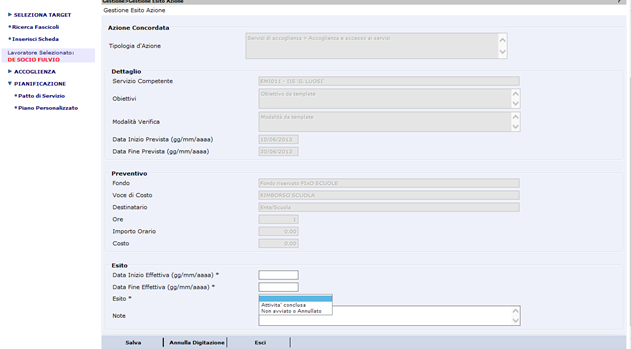 Gestione>Gestione Esito Azione ?
Gestione Esito Azione
SELEZIONA TARGET
Ricerca Fascicoli
Inserisci Scheda
Lavoratore Selezionato:
DE SOCIO FULVIO
ACCOGLIENZA
PIANIFICAZIONE
Patto di Servizio
Piano Personalizzato
Azione Concordata
Tipologia d'Azione
Servizi di accoglienza > Accoglienza e accesso ai servizi
Dettaglio
Servizio Competente
Obiettivi
Obiettivo da template
Modalità Verifica
Modalità da template
Data Inizio Prevista (gg/mm/aaaa) 10/06/2013
Data Fine Prevista (gg/mm/aaaa) 30/06/2013
Preventivo
Fondo
Fondo riservato FIXO SCUOLE
Voce di Costo
RIMBORSO SCUOLA
Destinatario
Ente/Scuola
Ore 1
Importo Orario 0.00
Costo 0.00
Esito
Data Inizio Effettiva (gg/mm/aaaa) *
Data Fine Effettiva (gg/mm/aaaa) *
Esito *
Attivita' conclusa
Non avviato o Annullato
Note
Salva Annulla Digitazione Esci